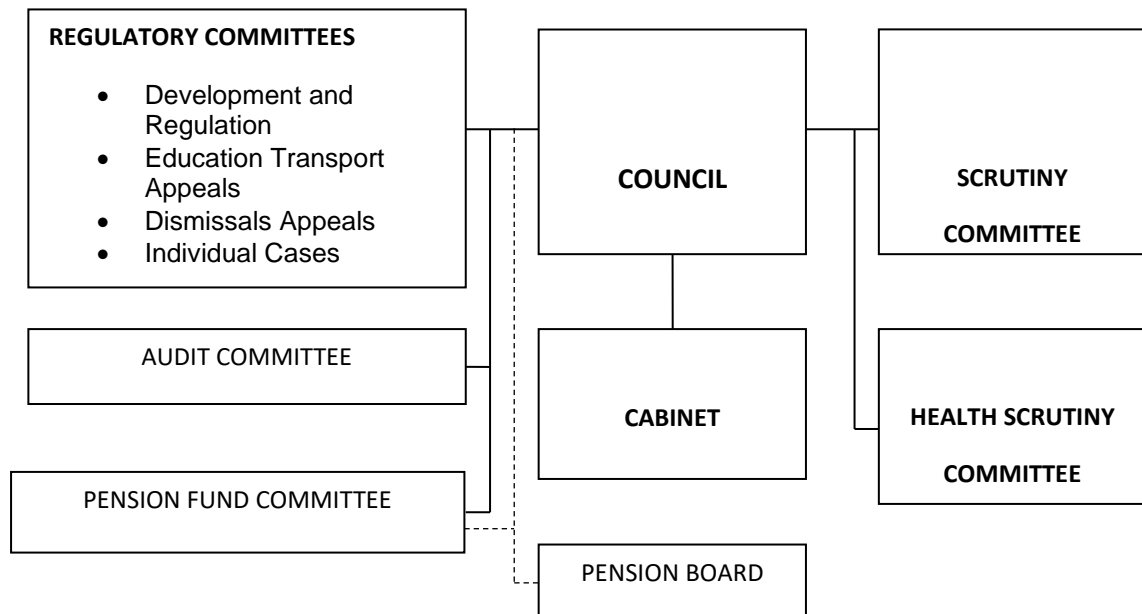 REGULATORY COMMITTEES
• Development and
Regulation
• Education Transport
Appeals
• Dismissals Appeals
• Individual Cases
COUNCIL
SCRUTINY
COMMITTEE
AUDIT COMMITTEE
CABINET
HEALTH SCRUTINY
COMMITTEE
PENSION FUND COMMITTEE
PENSION BOARD